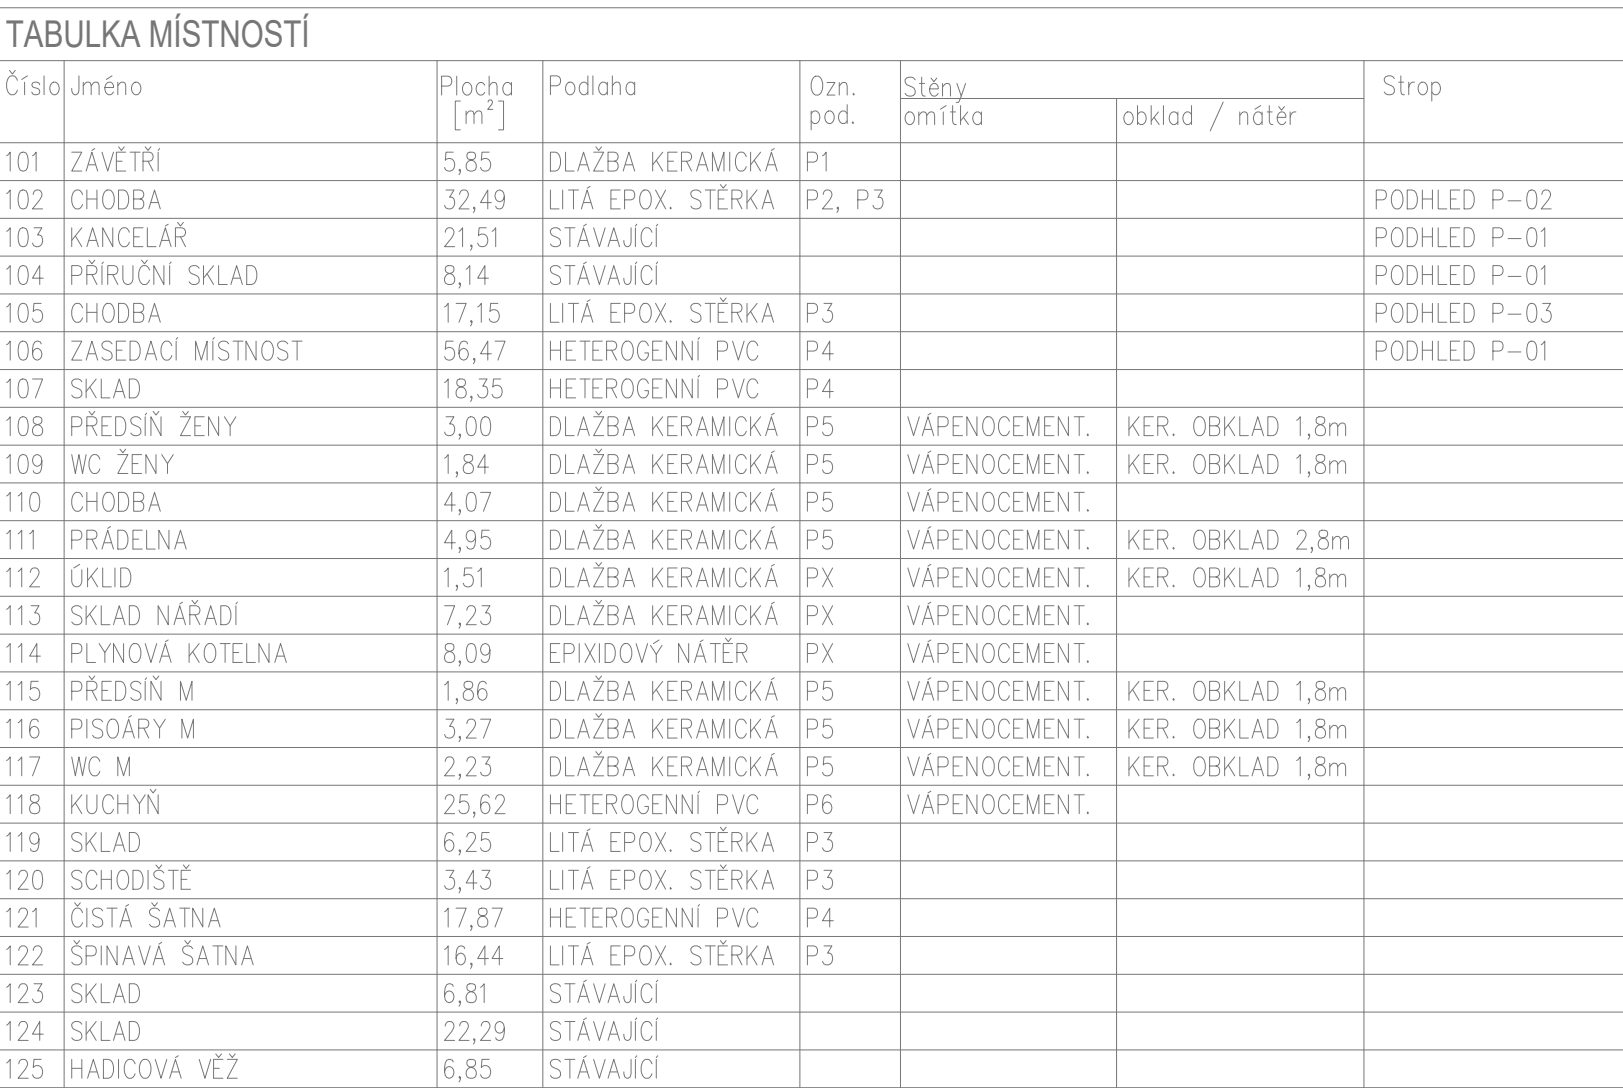 TABULKA MÍSTNOSTÍ
Číslo Jméno Plocha Podlaha Ozn. Stěny Strop
[m²] pod. omítka obklad / nátěr
101 ZÁVĚTŘÍ 5,85 DLAŽBA KERAMICKÁ P1
102 CHODBA 32,49 LITÁ EPOX. STĚRKA P2, P3 PODHLED P-02
103 KANCELÁŘ 21,51 STÁVAJÍCÍ PODHLED P-01
104 PŘÍRUČNÍ SKLAD 8,14 STÁVAJÍCÍ PODHLED P-01
105 CHODBA 17,15 LITÁ EPOX. STĚRKA P3 PODHLED P-03
106 ZASEDACÍ MÍSTNOST 56,47 HETEROGENNÍ PVC P4 PODHLED P-01
107 SKLAD 18,35 HETEROGENNÍ PVC P4
108 PŘEDSÍŇ ŽENY 3,00 DLAŽBA KERAMICKÁ P5 VÁPENOCEMENT. KER. OBKLAD 1,8m
109 WC ŽENY 1,84 DLAŽBA KERAMICKÁ P5 VÁPENOCEMENT. KER. OBKLAD 1,8m
110 CHODBA 4,07 DLAŽBA KERAMICKÁ P5 VÁPENOCEMENT.
111 PRÁDELNA 4,95 DLAŽBA KERAMICKÁ P5 VÁPENOCEMENT. KER. OBKLAD 2,8m
112 ÚKLID 1,51 DLAŽBA KERAMICKÁ PX VÁPENOCEMENT. KER. OBKLAD 1,8m
113 SKLAD NÁŘADÍ 7,23 DLAŽBA KERAMICKÁ PX VÁPENOCEMENT.
114 PLYNOVÁ KOTELNA 8,09 EPIXIDOVÝ NÁTĚR PX VÁPENOCEMENT.
115 PŘEDSÍŇ M 1,86 DLAŽBA KERAMICKÁ P5 VÁPENOCEMENT. KER. OBKLAD 1,8m
116 PISOÁRY M 3,27 DLAŽBA KERAMICKÁ P5 VÁPENOCEMENT. KER. OBKLAD 1,8m
117 WC M 2,23 DLAŽBA KERAMICKÁ P5 VÁPENOCEMENT. KER. OBKLAD 1,8m
118 KUCHYŇ 25,62 HETEROGENNÍ PVC P6 VÁPENOCEMENT.
119 SKLAD 6,25 LITÁ EPOX. STĚRKA P3
120 SCHODIŠTĚ 3,43 LITÁ EPOX. STĚRKA P3
121 ČISTÁ ŠATNA 17,87 HETEROGENNÍ PVC P4
122 ŠPINAVÁ ŠATNA 16,44 LITÁ EPOX. STĚRKA P3
123 SKLAD 6,81 STÁVAJÍCÍ
124 SKLAD 22,29 STÁVAJÍCÍ
125 HADICOVÁ VĚŽ 6,85 STÁVAJÍCÍ